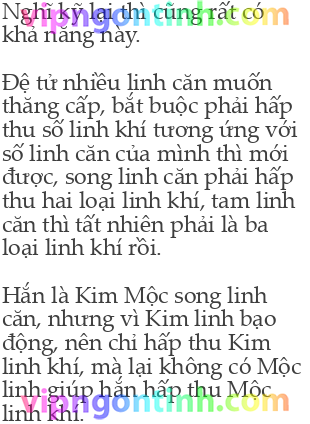 vipngontinh.com
Nghĩ kỹ lại thì cũng rất có
khả năng này.
Đệ tử nhiều linh căn muốn
thăng cấp, bắt buộc phải hấp
thu số linh khí tương ứng với
số linh căn của mình thì mới
được, song linh căn phải hấp
thu hai loại linh khí, tam linh
căn thì tất nhiên phải là ba
loại linh khí rồi.
Hắn là Kim Mộc song linh
căn, nhưng vì Kim linh bạo
động, nên chỉ hấp thu Kim
linh khí, mà lại không có Mộc
linh giúp hắn hấp thu Mộc
linh khí.
vipngontinh.com